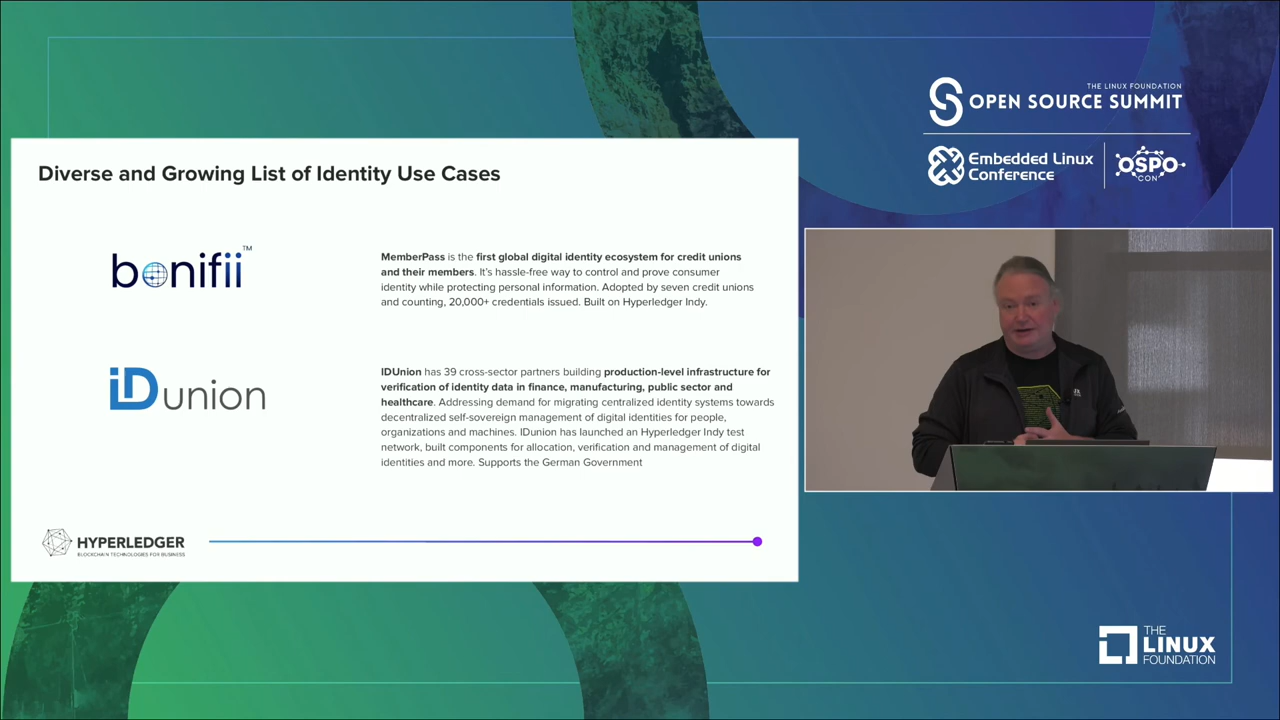 THE LINUX FOUNDATION
OPEN SOURCE SUMMIT
Embedded Linux
Conference
OSPO
CON
Diverse and Growing List of Identity Use Cases
bonifii™
MemberPass is the first global digital identity ecosystem for credit unions
and their members. It's hassle-free way to control and prove consumer
identity while protecting personal information. Adopted by seven credit unions
and counting, 20,000+ credentials issued. Built on Hyperledger Indy.
iDunion
IDUnion has 39 cross-sector partners building production-level infrastructure for
verification of identity data in finance, manufacturing, public sector and
healthcare. Addressing demand for migrating centralized identity systems towards
decentralized self-sovereign management of digital identities for people,
organizations and machines. IDunion has launched an Hyperledger Indy test
network, built components for allocation, verification and management of digital
identities and more. Supports the German Government
HYPERLEDGER
BLOCKCHAIN TECHNOLOGIES FOR BUSINESS
THE
LINUX
FOUNDATION